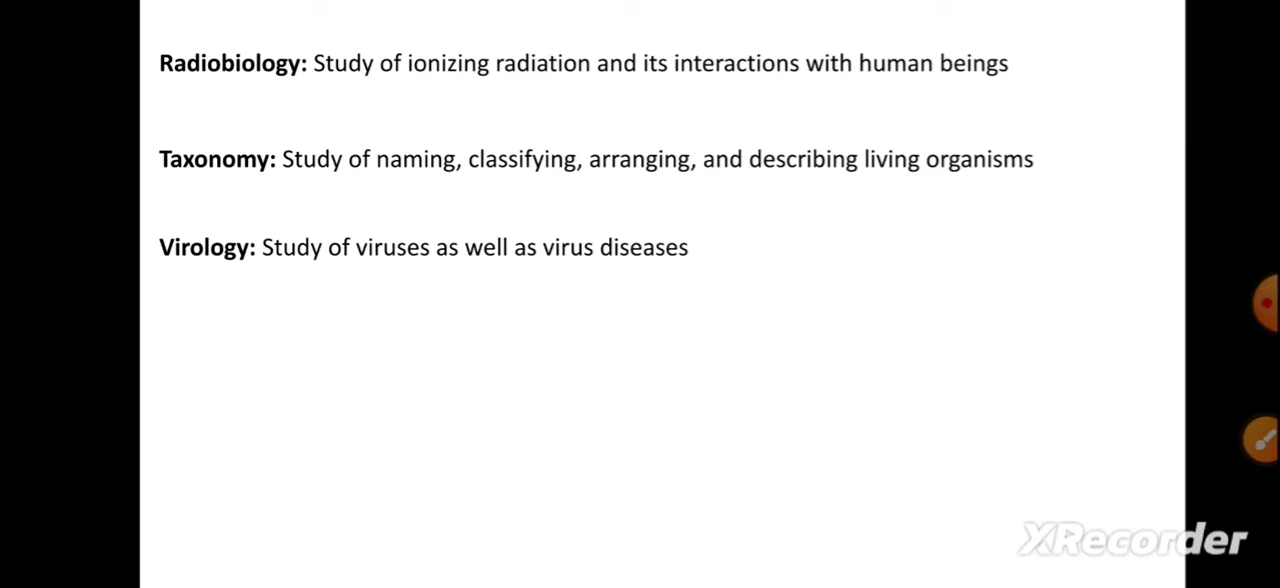 Radiobiology: Study of ionizing radiation and its interactions with human beings
Taxonomy: Study of naming, classifying, arranging, and describing living organisms
Virology: Study of viruses as well as virus diseases
XRecorder